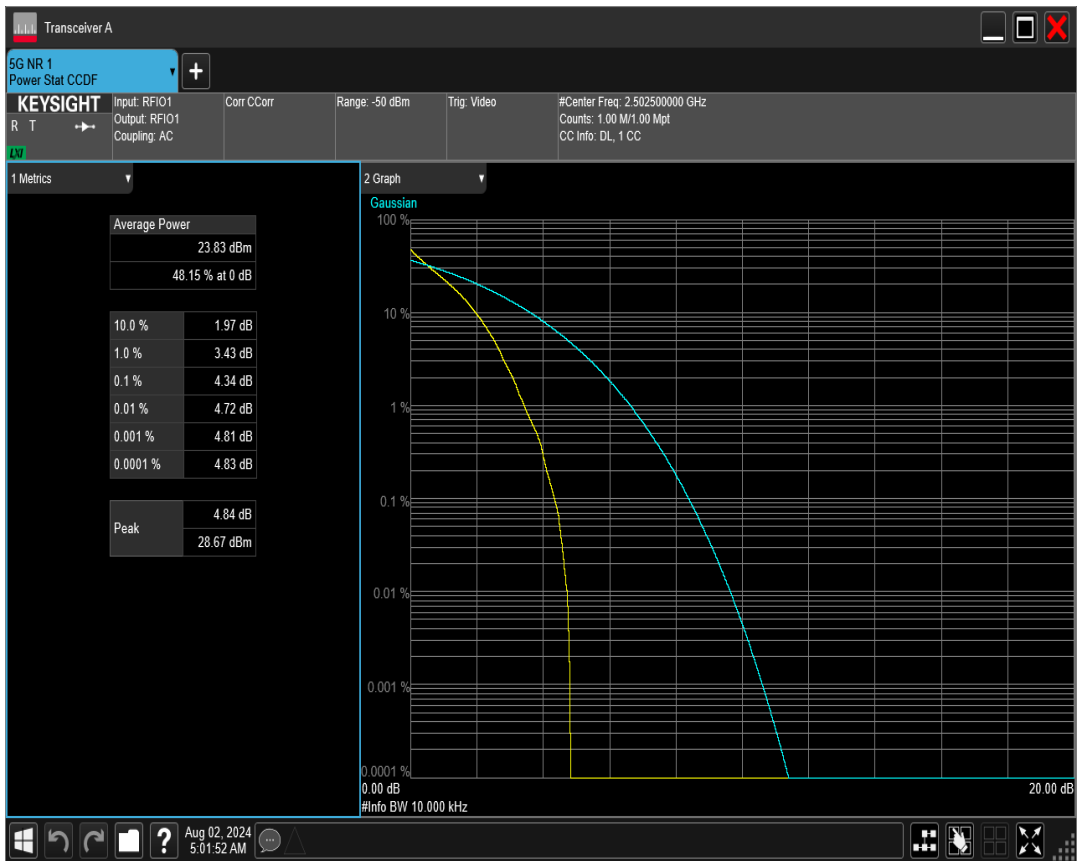 Transceiver A
5G NR 1
Power Stat CCDF
+
KEYSIGHT
R T
LXI
Input: RFIO1
Output: RFIO1
Coupling: AC
Corr CCorr
Range: -50 dBm
Trig: Video
#Center Freq: 2.502500000 GHz
Counts: 1.00 M/1.00 Mpt
CC Info: DL, 1 CC
1 Metrics
Average Power
23.83 dBm
48.15 % at 0 dB
10.0 % 1.97 dB
1.0 % 3.43 dB
0.1 % 4.34 dB
0.01 % 4.72 dB
0.001 % 4.81 dB
0.0001 % 4.83 dB
Peak 4.84 dB
28.67 dBm
2 Graph
Gaussian
100 %
10 %
1 %
0.1 %
0.01 %
0.001 %
0.0001 %
0.00 dB 20.00 dB
#Info BW 10.000 kHz
?
Aug 02, 2024
5:01:52 AM